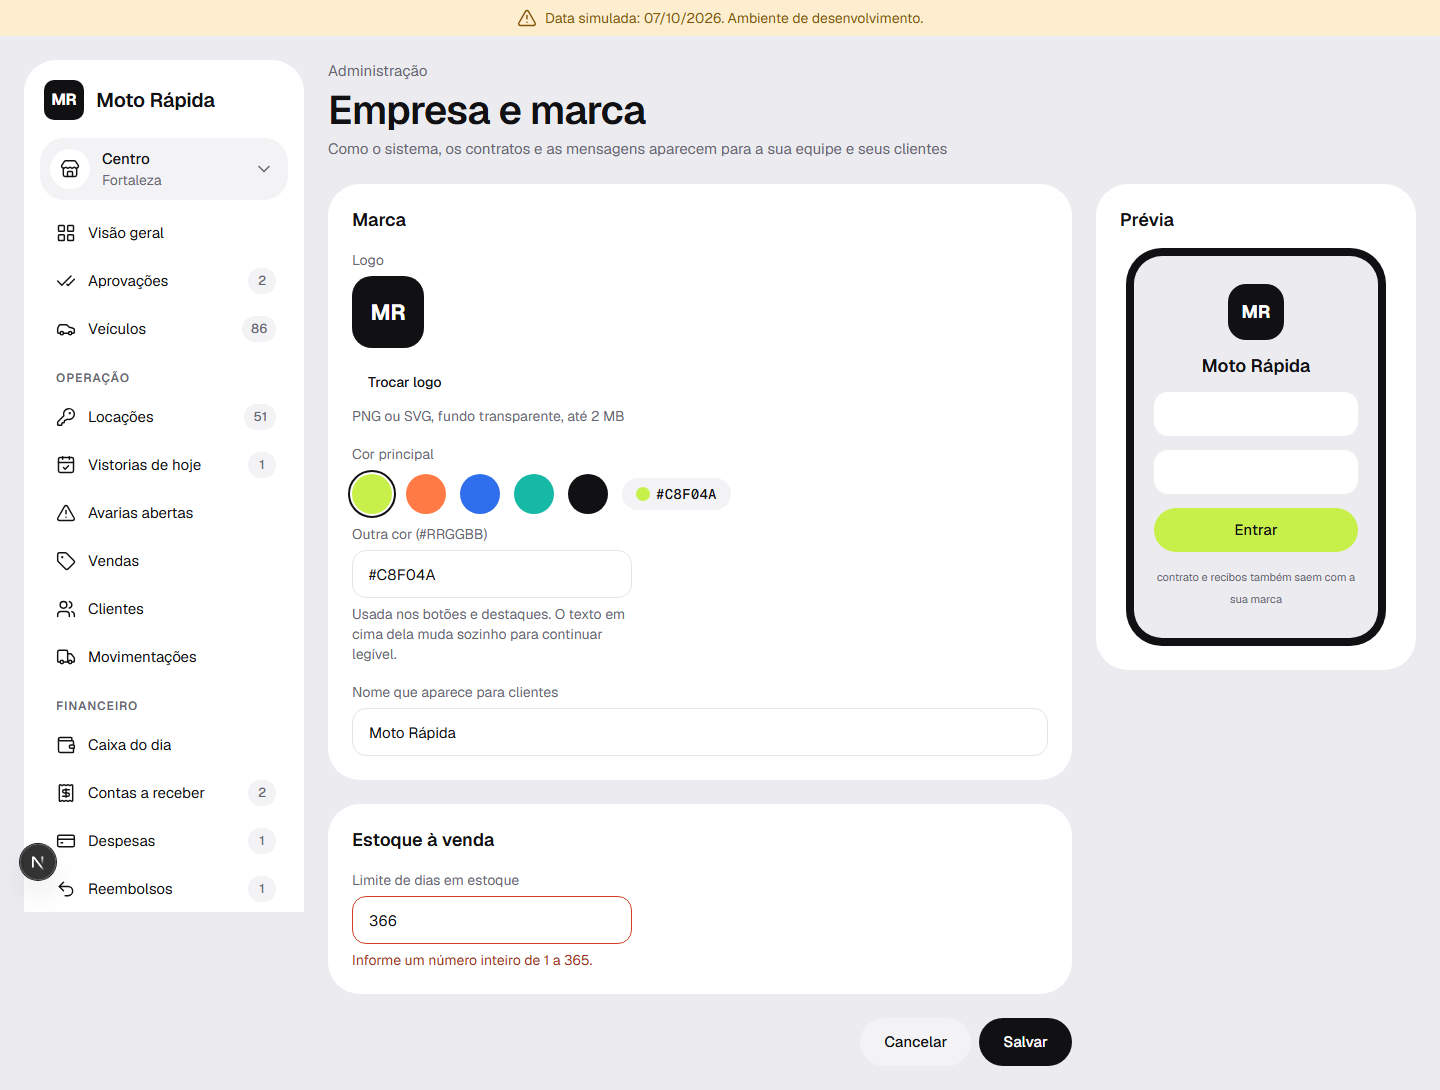 Data simulada: 07/10/2026. Ambiente de desenvolvimento.
MR
Moto Rápida
Centro
Fortaleza
Visão geral
Aprovações
2
Veículos
86
OPERAÇÃO
Locações
51
Vistorias de hoje
1
Avarias abertas
Vendas
Clientes
Movimentações
FINANCEIRO
Caixa do dia
Contas a receber
2
Despesas
1
N
Reembolsos
1
Administração
Empresa e marca
Como o sistema, os contratos e as mensagens aparecem para a sua equipe e seus clientes
Marca
Logo
MR
Trocar logo
PNG ou SVG, fundo transparente, até 2 MB
Cor principal
#C8F04A
Outra cor (#RRGGBB)
#C8F04A
Usada nos botões e destaques. O texto em
cima dela muda sozinho para continuar
legível.
Nome que aparece para clientes
Moto Rápida
Estoque à venda
Limite de dias em estoque
366
Informe um número inteiro de 1 a 365.
Cancelar
Salvar
Prévia
MR
Moto Rápida
Entrar
contrato e recibos também saem com a
sua marca